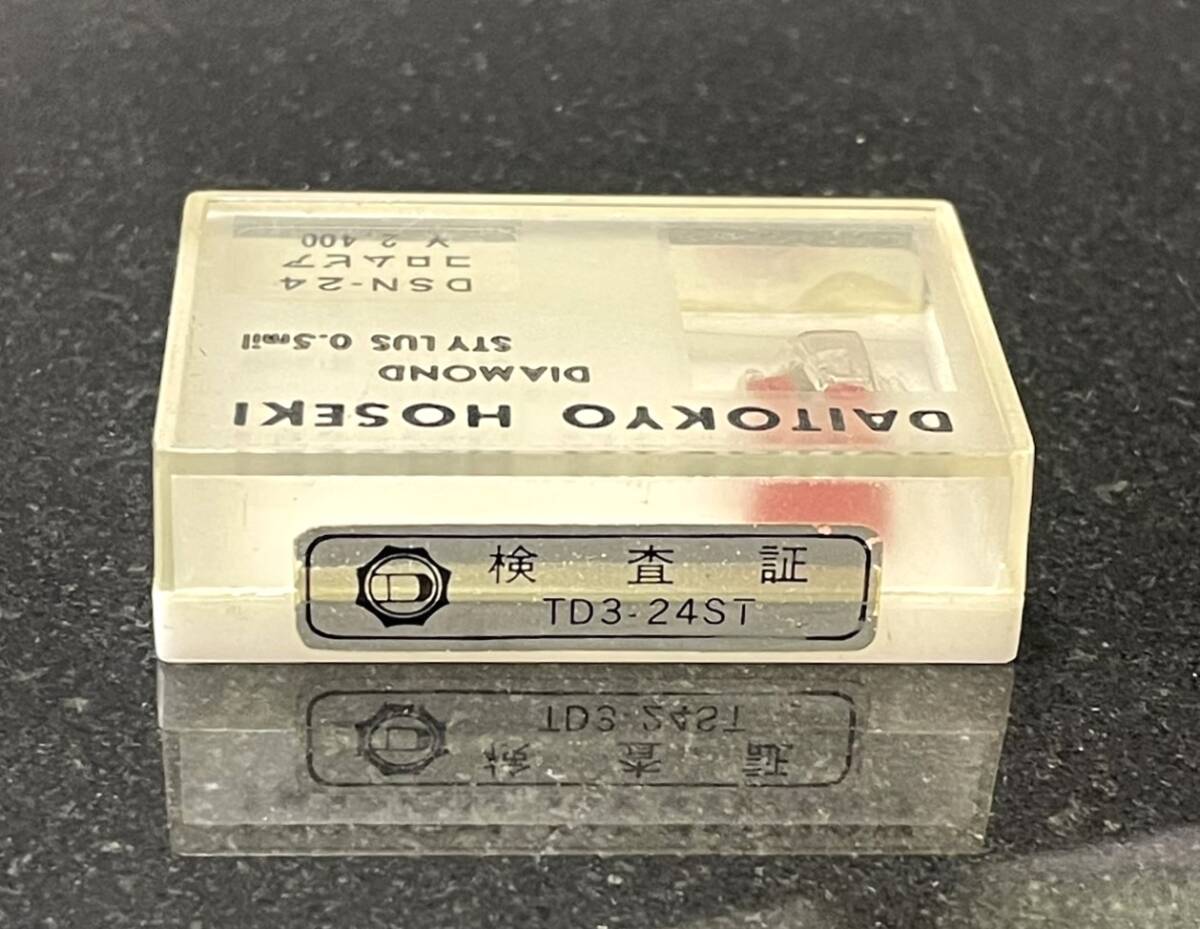 DAITOKYO HOSEKI
DIAMOND
STYLUS 0.5mil
DSN-24
コロムビア
¥ 2,400
D 検査証
TD3-24ST